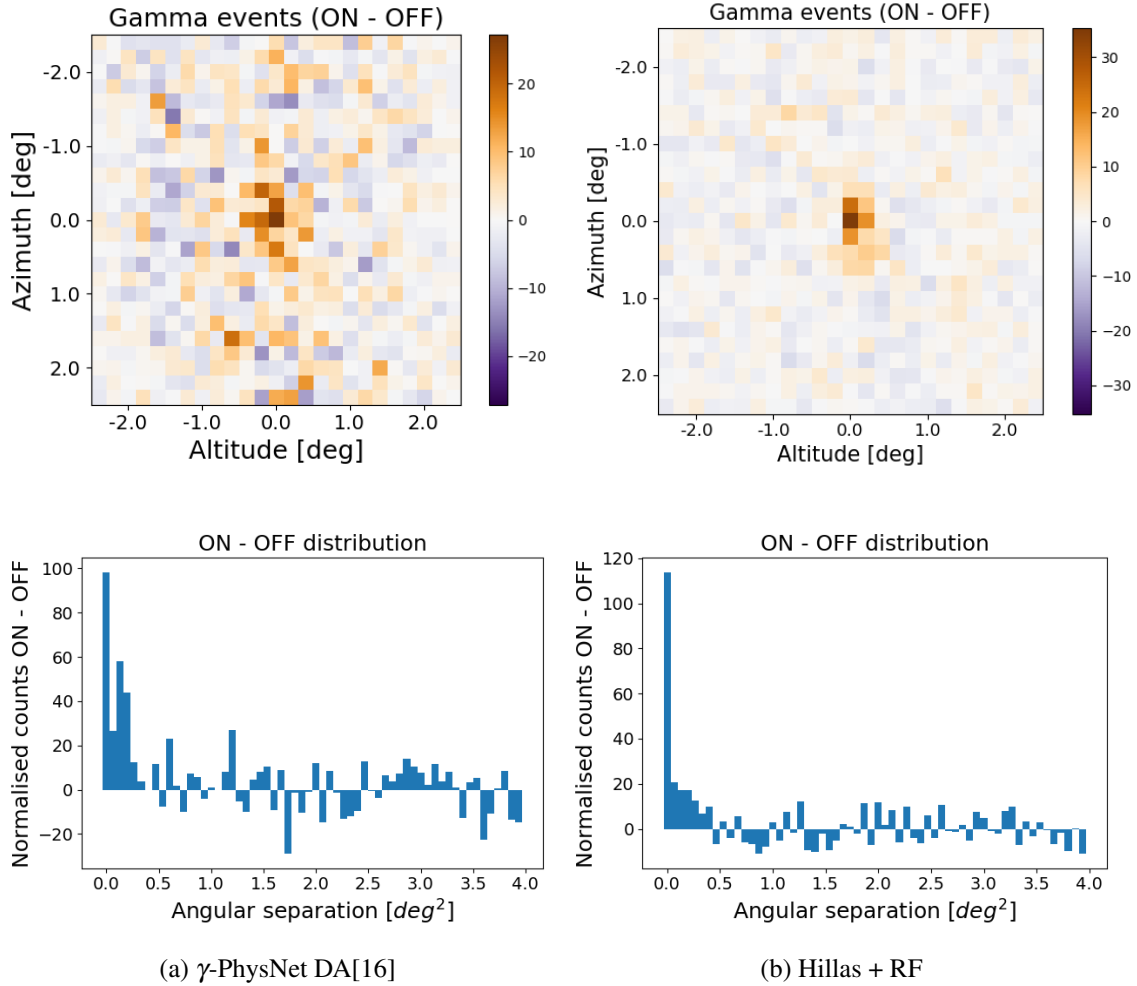 Gamma events (ON - OFF)
-2.0
-1.0
0.0
1.0
2.0
Azimuth [deg]
-2.0 -1.0 0.0 1.0 2.0
Altitude [deg]
20
10
0
−10
−20
Gamma events (ON - OFF)
-2.0
-1.0
0.0
1.0
2.0
Azimuth [deg]
-2.0 -1.0 0.0 1.0 2.0
Altitude [deg]
30
20
10
0
−10
−20
−30
ON - OFF distribution
100
80
60
40
20
0
−20
Normalised counts ON - OFF
0.0 0.5 1.0 1.5 2.0 2.5 3.0 3.5 4.0
Angular separation [deg²]
(a) γ-PhysNet DA[16]
ON - OFF distribution
120
100
80
60
40
20
0
Normalised counts ON - OFF
0.0 0.5 1.0 1.5 2.0 2.5 3.0 3.5 4.0
Angular separation [deg²]
(b) Hillas + RF